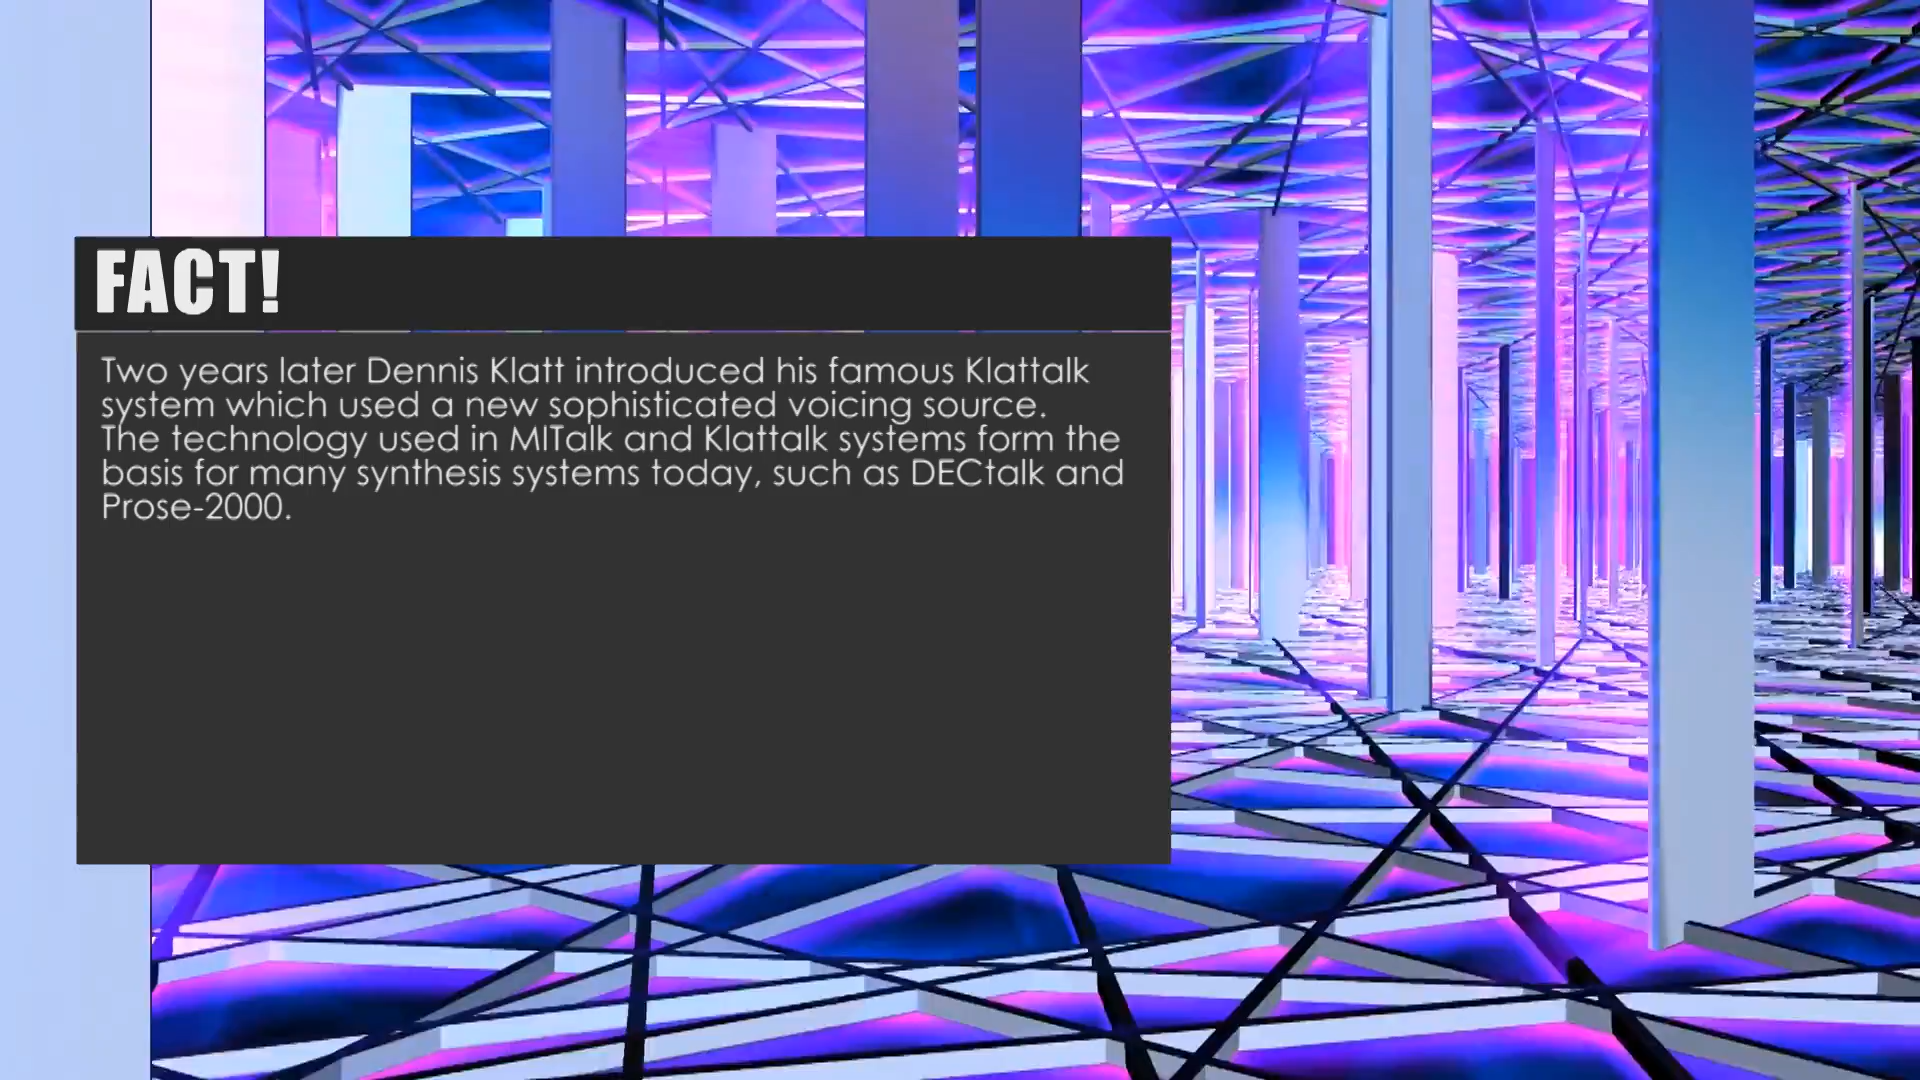 FACT!
Two years later Dennis Klatt introduced his famous Klattalk
system which used a new sophisticated voicing source.
The technology used in MITalk and Klattalk systems form the
basis for many synthesis systems today, such as DECtalk and
Prose-2000.